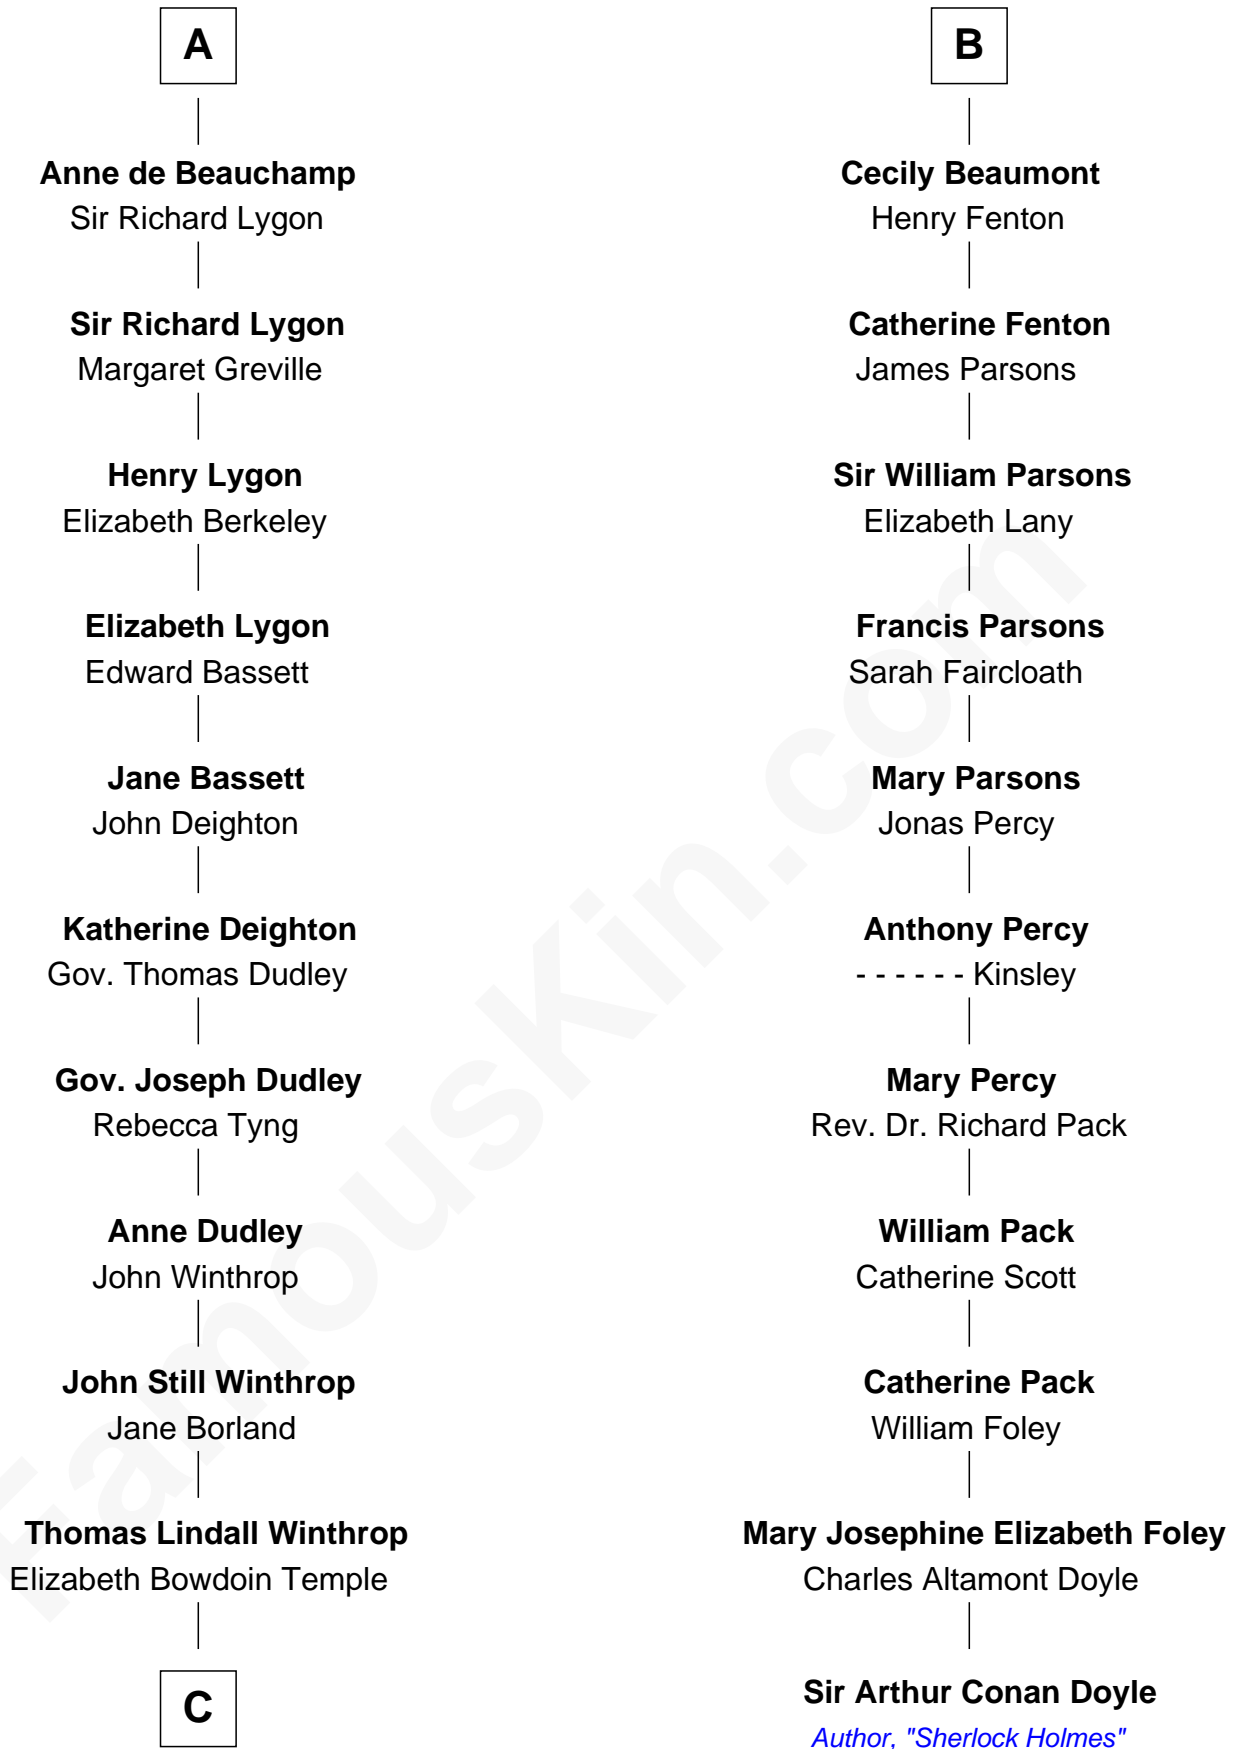 A
Anne de Beauchamp
Sir Richard Lygon
Sir Richard Lygon
Margaret Greville
Henry Lygon
Elizabeth Berkeley
Elizabeth Lygon
Edward Bassett
Jane Bassett
John Deighton
Katherine Deighton
Gov. Thomas Dudley
Gov. Joseph Dudley
Rebecca Tyng
Anne Dudley
John Winthrop
John Still Winthrop
Jane Borland
Thomas Lindall Winthrop
Elizabeth Bowdoin Temple
C
B
Cecily Beaumont
Henry Fenton
Catherine Fenton
James Parsons
Sir William Parsons
Elizabeth Lany
Francis Parsons
Sarah Faircloath
Mary Parsons
Jonas Percy
Anthony Percy
- - - - - - Kinsley
Mary Percy
Rev. Dr. Richard Pack
William Pack
Catherine Scott
Catherine Pack
William Foley
Mary Josephine Elizabeth Foley
Charles Altamont Doyle
Sir Arthur Conan Doyle
Author, "Sherlock Holmes"
FamousKin.com